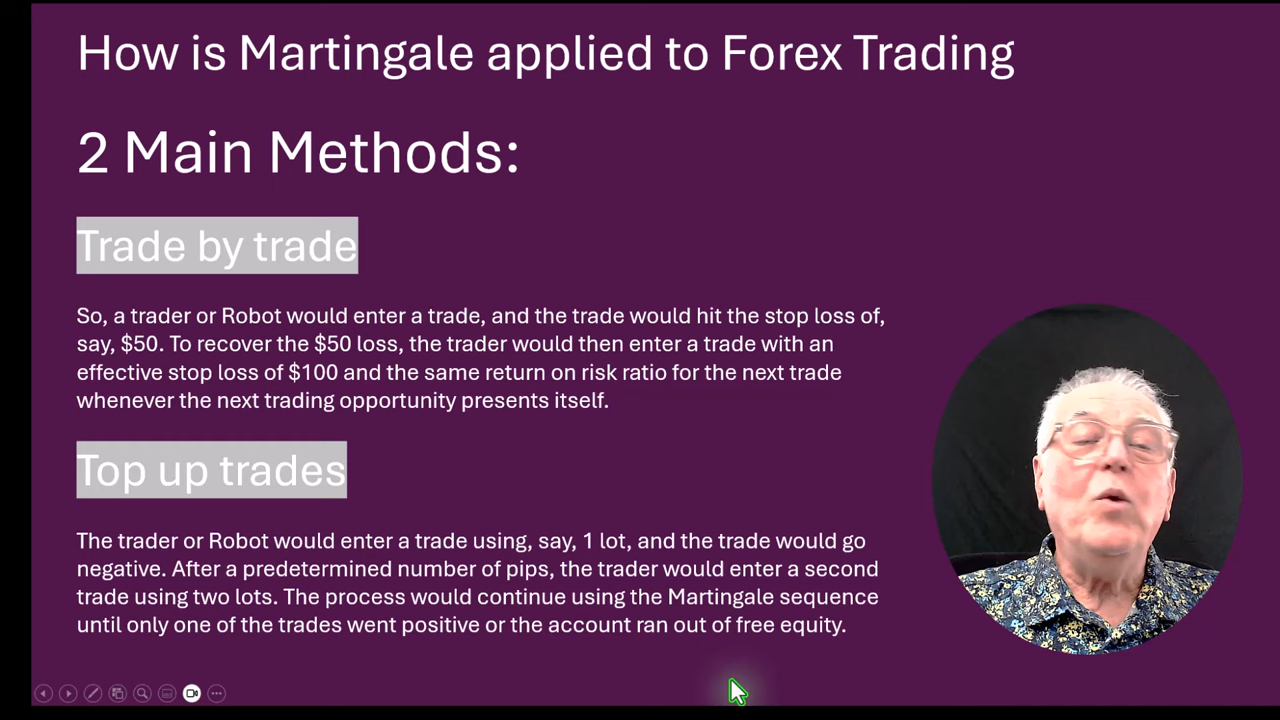 How is Martingale applied to Forex Trading
2 Main Methods:
Trade by trade
So, a trader or Robot would enter a trade, and the trade would hit the stop loss of,
say, $50. To recover the $50 loss, the trader would then enter a trade with an
effective stop loss of $100 and the same return on risk ratio for the next trade
whenever the next trading opportunity presents itself.
Top up trades
The trader or Robot would enter a trade using, say, 1 lot, and the trade would go
negative. After a predetermined number of pips, the trader would enter a second
trade using two lots. The process would continue using the Martingale sequence
until only one of the trades went positive or the account ran out of free equity.